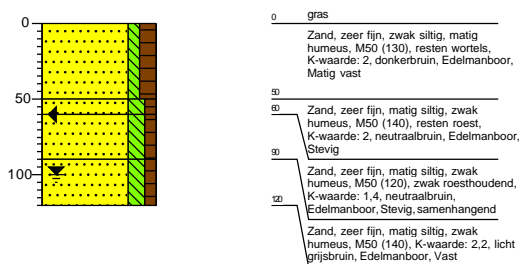 0
50
100
0
gras
Zand, zeer fijn, zwak siltig, matig
humeus, M50 (130), resten wortels,
K-waarde: 2, donkerbruin, Edelmanboor,
Matig vast
50
Zand, zeer fijn, matig siltig, zwak
60
humeus, M50 (140), resten roest,
K-waarde: 2, neutraalbruin, Edelmanboor,
Stevig
90
Zand, zeer fijn, matig siltig, zwak
humeus, M50 (120), zwak roesthoudend,
K-waarde: 1,4, neutraalbruin,
Edelmanboor, Stevig, samenhangend
120
Zand, zeer fijn, matig siltig, zwak
humeus, M50 (140), K-waarde: 2,2, licht
grijsbruin, Edelmanboor, Vast